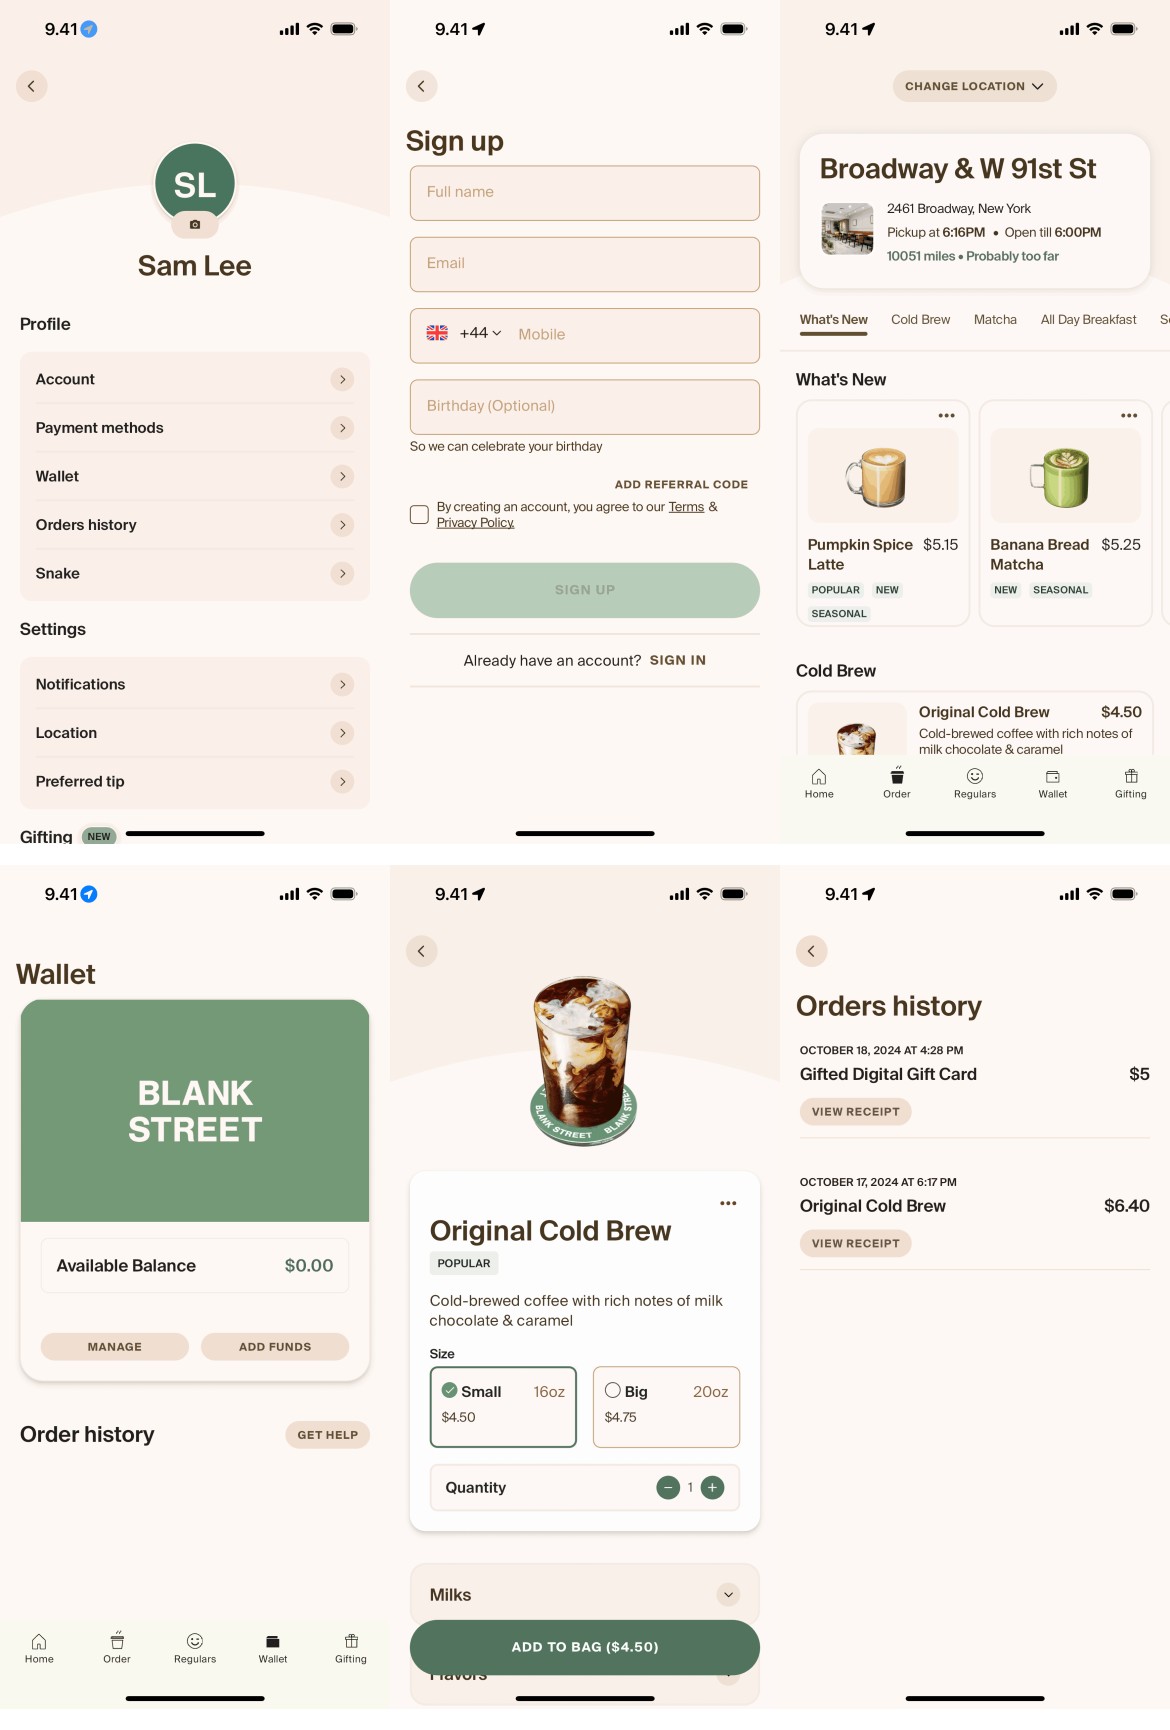 9.41
SL
Sam Lee
Profile
Account
Payment methods
Wallet
Orders history
Snake
Settings
Notifications
Location
Preferred tip
Gifting NEW
9.41
Sign up
Full name
Email
+44 Mobile
Birthday (Optional)
So we can celebrate your birthday
ADD REFERRAL CODE
By creating an account, you agree to our Terms &
Privacy Policy.
SIGN UP
Already have an account? SIGN IN
9.41
CHANGE LOCATION
Broadway & W 91st St
2461 Broadway, New York
Pickup at 6:16PM • Open till 6:00PM
10051 miles • Probably too far
What's New Cold Brew Matcha All Day Breakfast
What's New
Pumpkin Spice $5.15
Latte
POPULAR NEW
SEASONAL
Banana Bread $5.25
Matcha
NEW SEASONAL
Cold Brew
Original Cold Brew $4.50
Cold-brewed coffee with rich notes of
milk chocolate & caramel
Home Order Regulars Wallet Gifting
9.41
Wallet
BLANK
STREET
Available Balance $0.00
MANAGE ADD FUNDS
Order history GET HELP
Home Order Regulars Wallet Gifting
9.41
BLANK STREET BLANK STREET
Original Cold Brew
POPULAR
Cold-brewed coffee with rich notes of milk
chocolate & caramel
Size
Small 16oz
$4.50
Big 20oz
$4.75
Quantity 1
Milks
ADD TO BAG ($4.50)
Flavors
9.41
Orders history
OCTOBER 18, 2024 AT 4:28 PM
Gifted Digital Gift Card $5
VIEW RECEIPT
OCTOBER 17, 2024 AT 6:17 PM
Original Cold Brew $6.40
VIEW RECEIPT